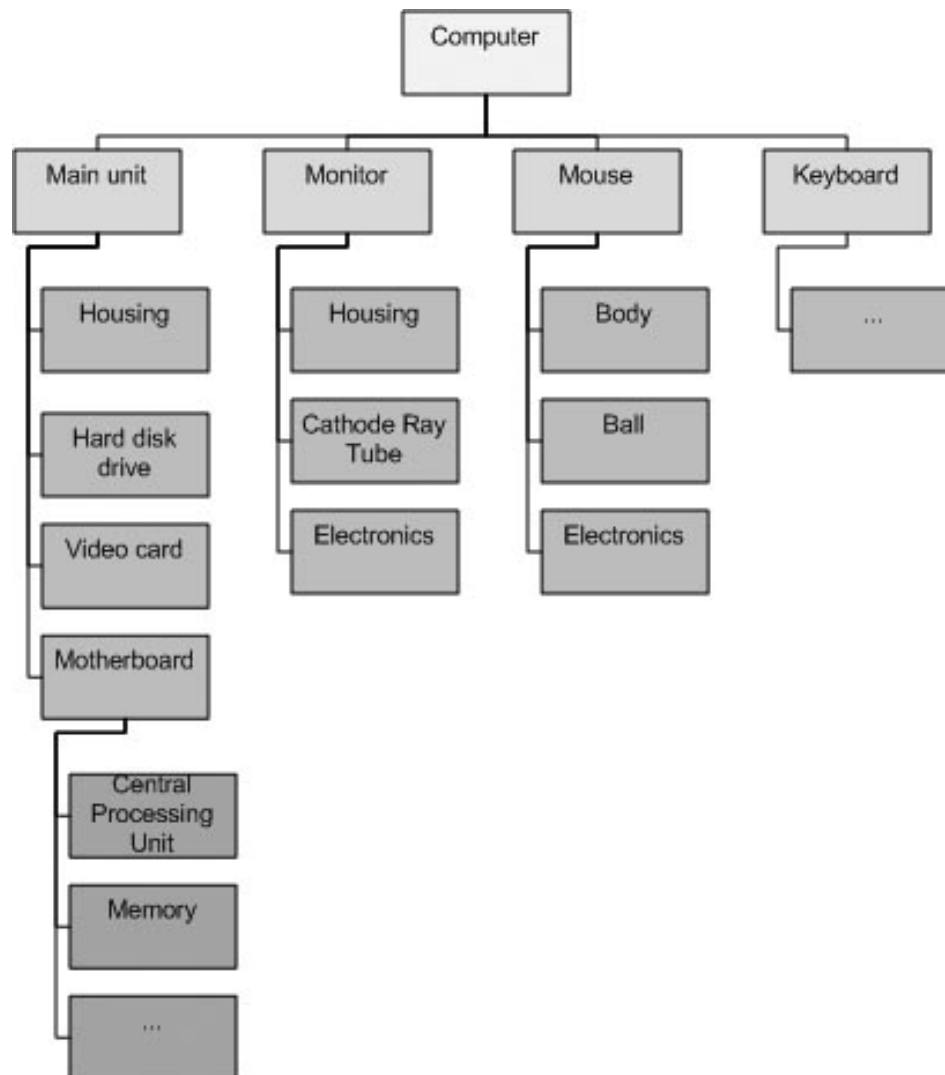 Computer
Main unit
Monitor
Mouse
Keyboard
Housing
Housing
Body
...
Hard disk
drive
Cathode Ray
Tube
Ball
Video card
Electronics
Electronics
Motherboard
Central
Processing
Unit
Memory
...